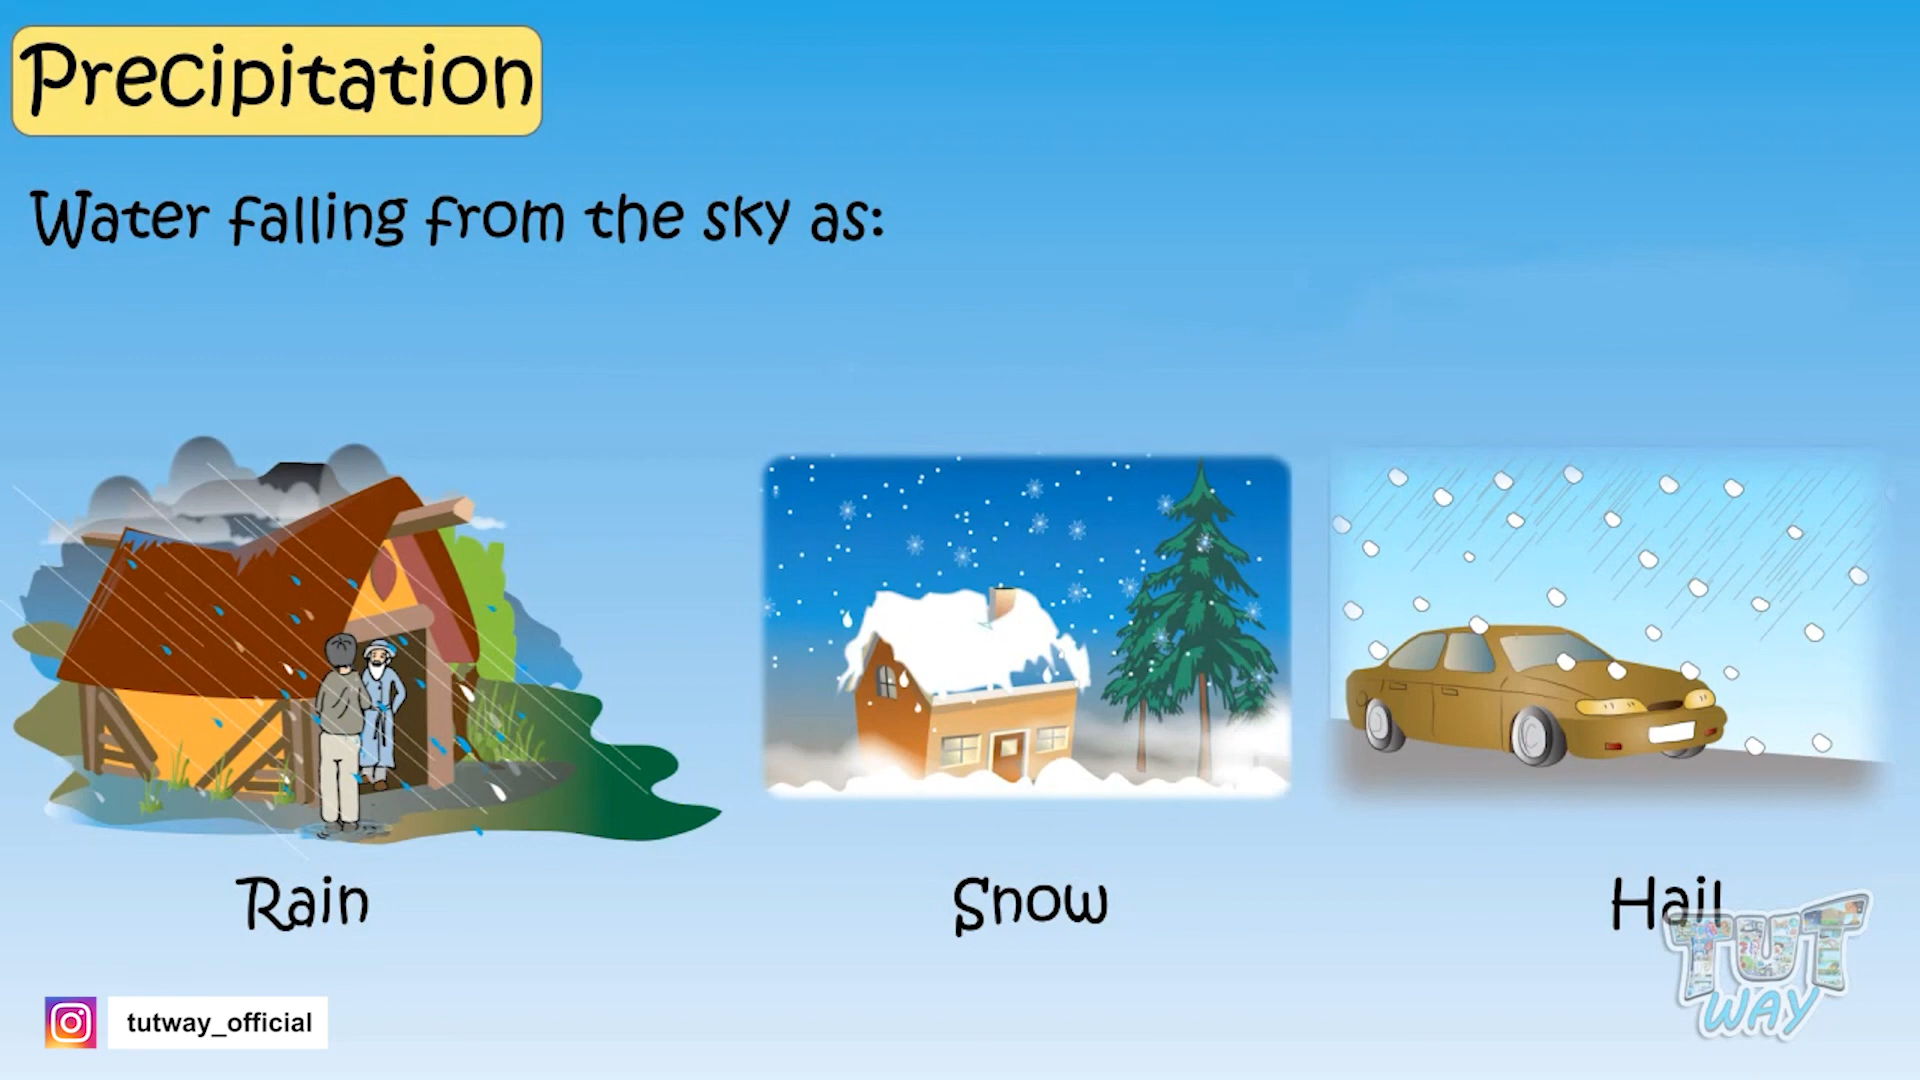 Precipitation
Water falling from the sky as:
Rain
Snow
Hail
TUT
WAY
tutway_official